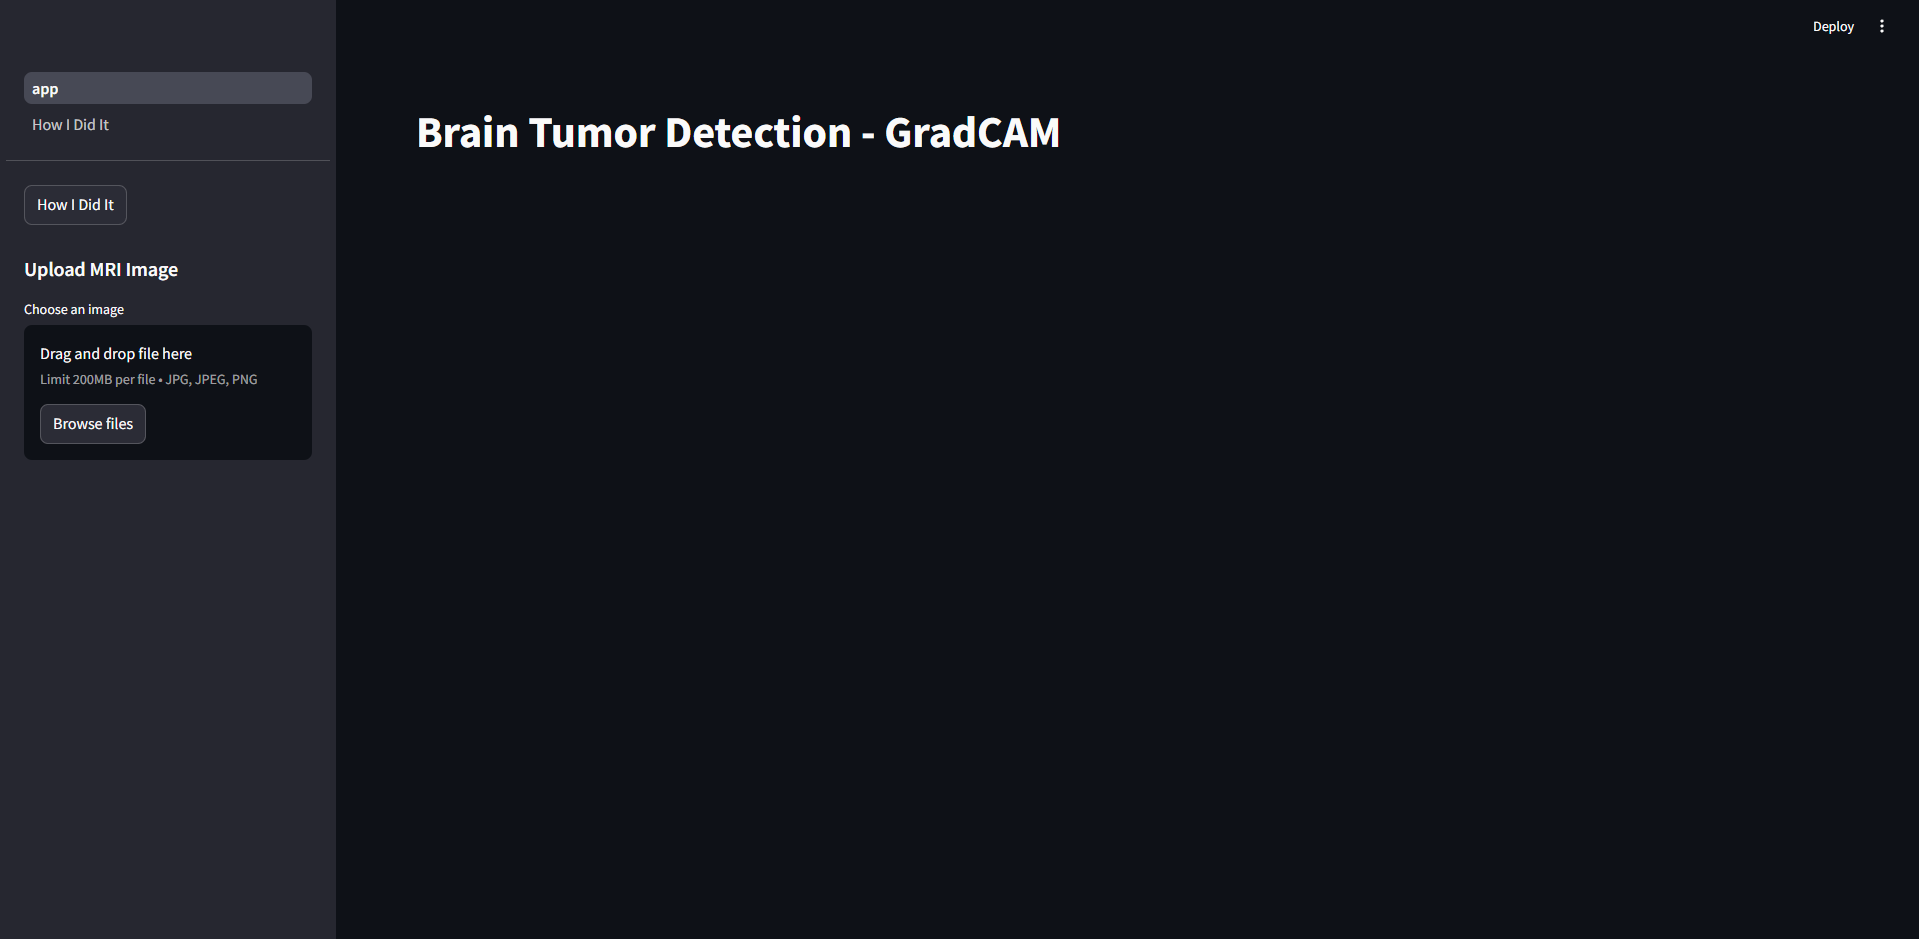 Deploy
app
How I Did It
Brain Tumor Detection - GradCAM
How I Did It
Upload MRI Image
Choose an image
Drag and drop file here
Limit 200MB per file • JPG, JPEG, PNG
Browse files